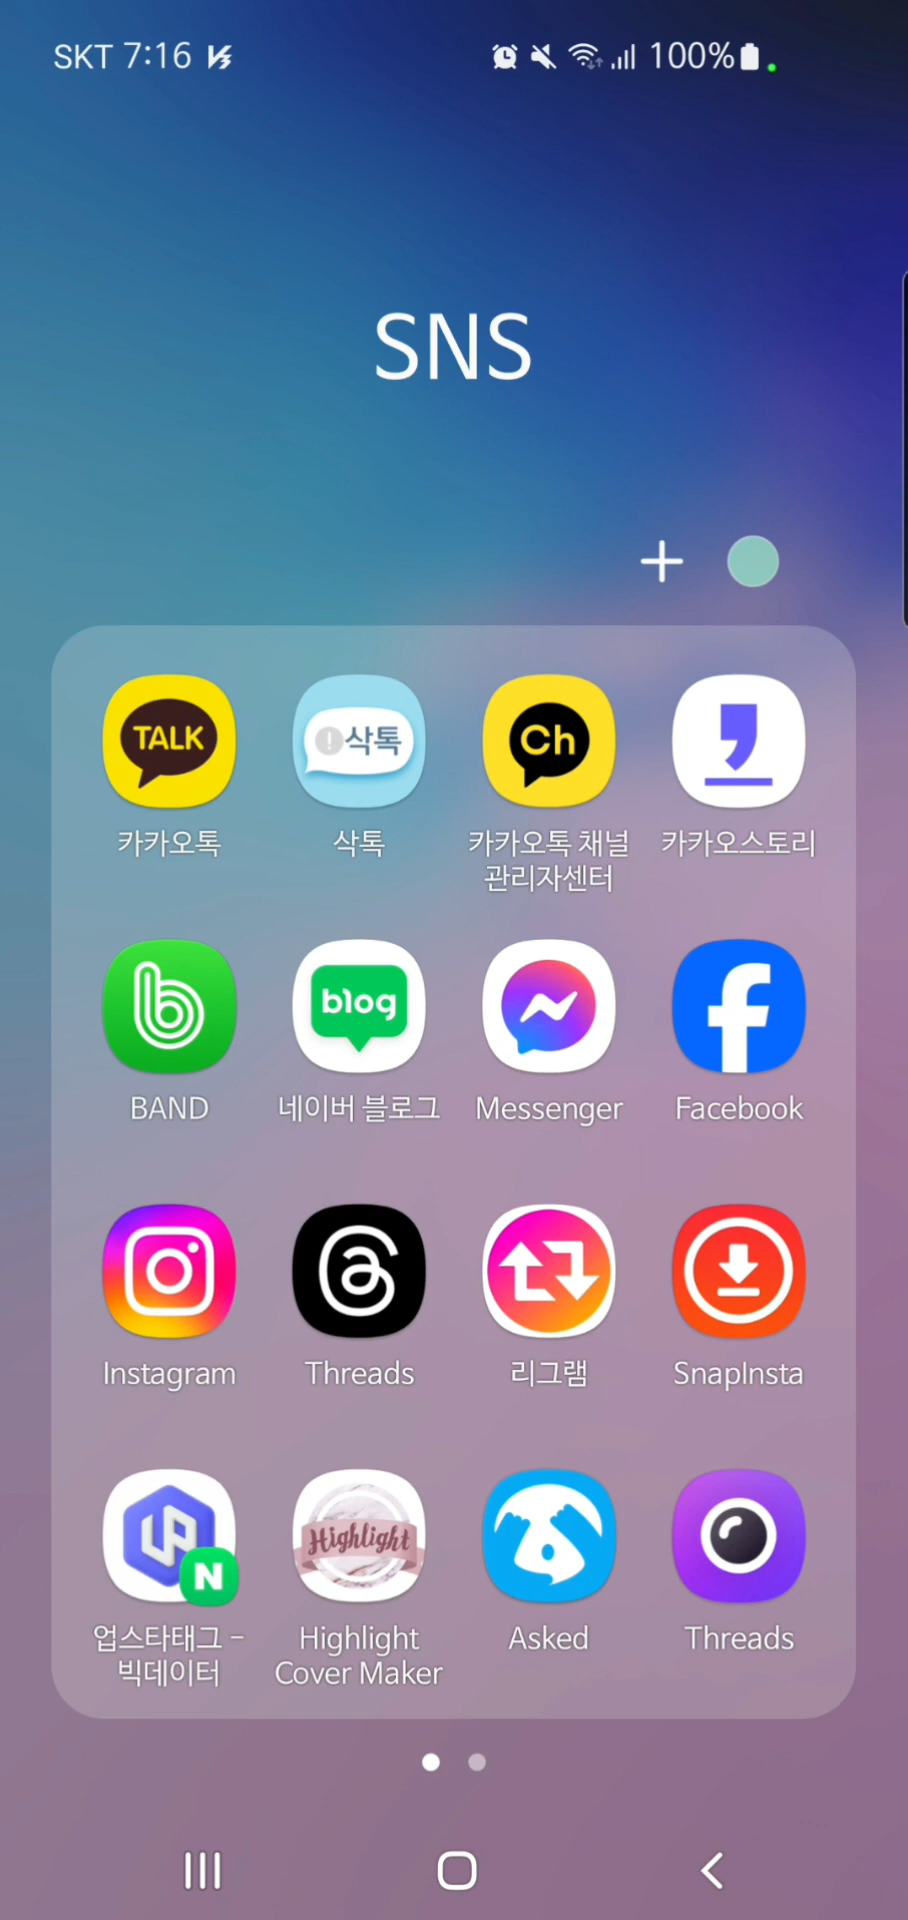 SKT 7:16 100%
SNS
TALK
삭톡
Ch
카카오톡 삭톡 카카오톡 채널 카카오스토리
관리자센터
blog
BAND 네이버 블로그 Messenger Facebook
Instagram Threads 리그램 SnapInsta
N
Highlight
업스타태그 - Highlight Asked Threads
빅데이터 Cover Maker